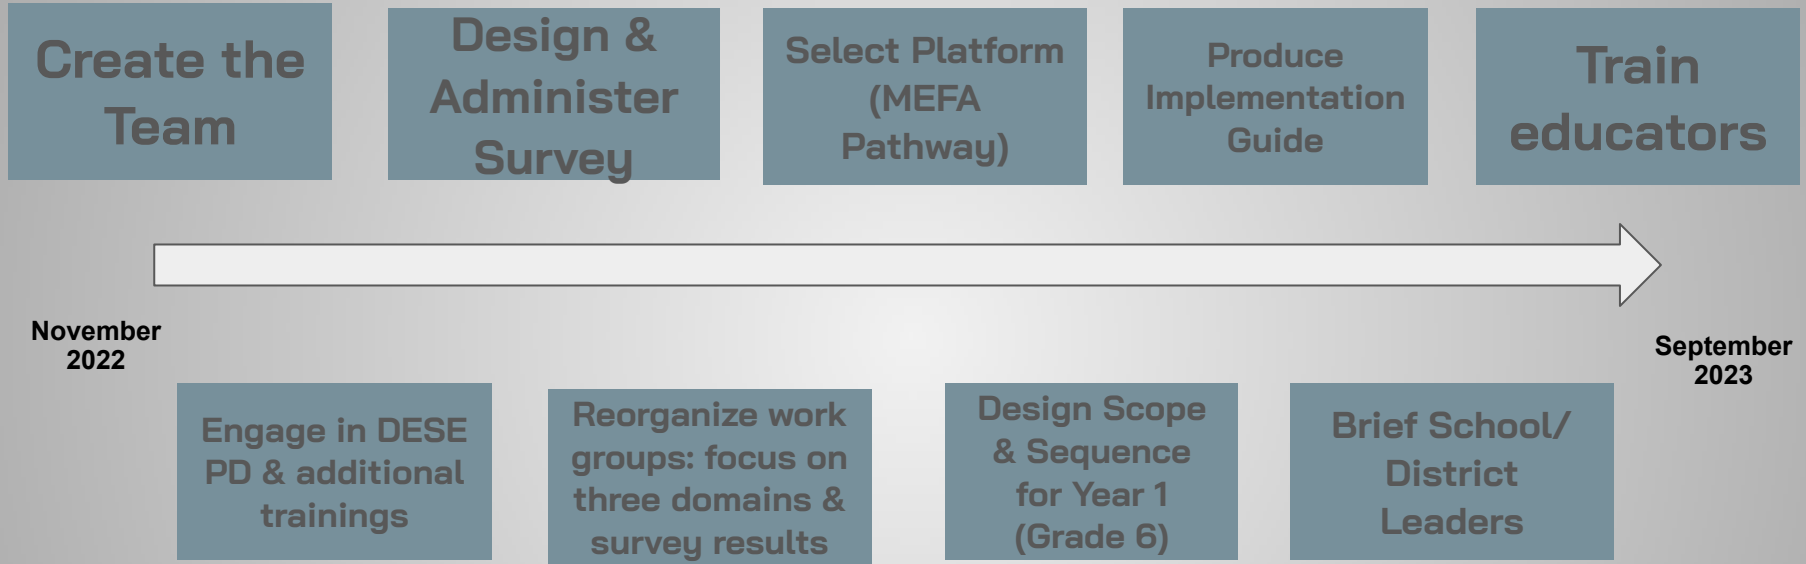 Create the
Team
Design &
Administer
Survey
Select Platform
(MEFA
Pathway)
Produce
Implementation
Guide
Train
educators
November
2022
September
2023
Engage in DESE
PD & additional
trainings
Reorganize work
groups: focus on
three domains &
survey results
Design Scope
& Sequence
for Year 1
(Grade 6)
Brief School/
District
Leaders